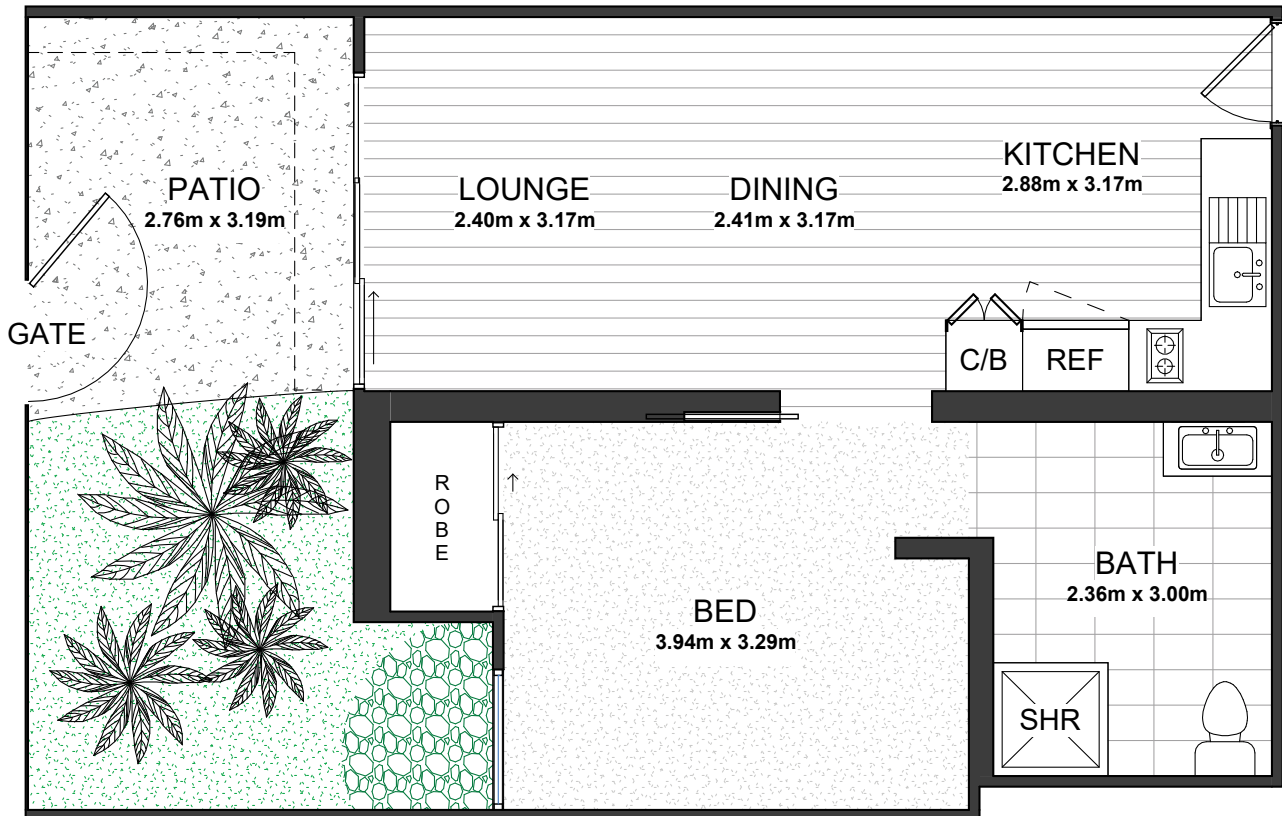 PATIO
2.76m x 3.19m
LOUNGE
2.40m x 3.17m
DINING
2.41m x 3.17m
KITCHEN
2.88m x 3.17m
GATE
C/B
REF
ROBE
BED
3.94m x 3.29m
BATH
2.36m x 3.00m
SHR